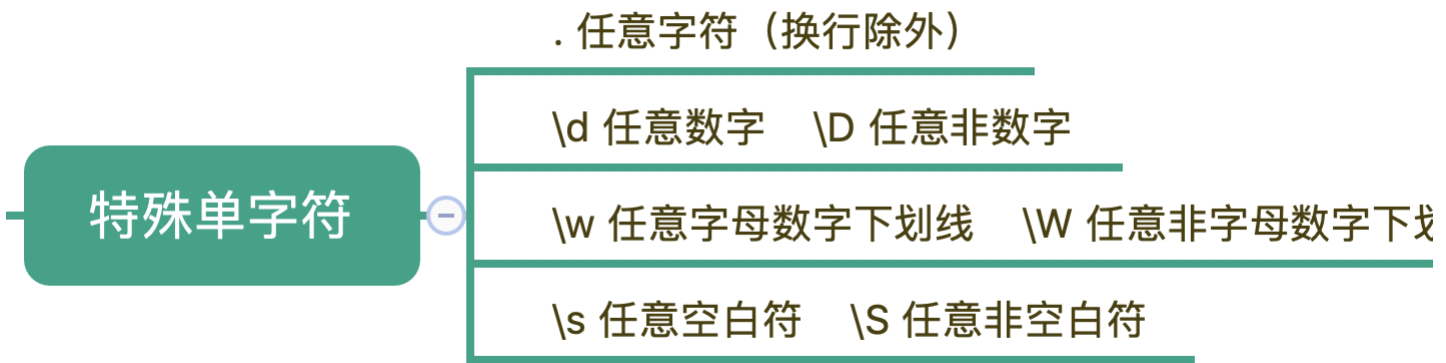 . 任意字符（换行除外）
\d 任意数字 \D 任意非数字
特殊单字符
\w 任意字母数字下划线 \W 任意非字母数字下
\s 任意空白符 \S 任意非空白符